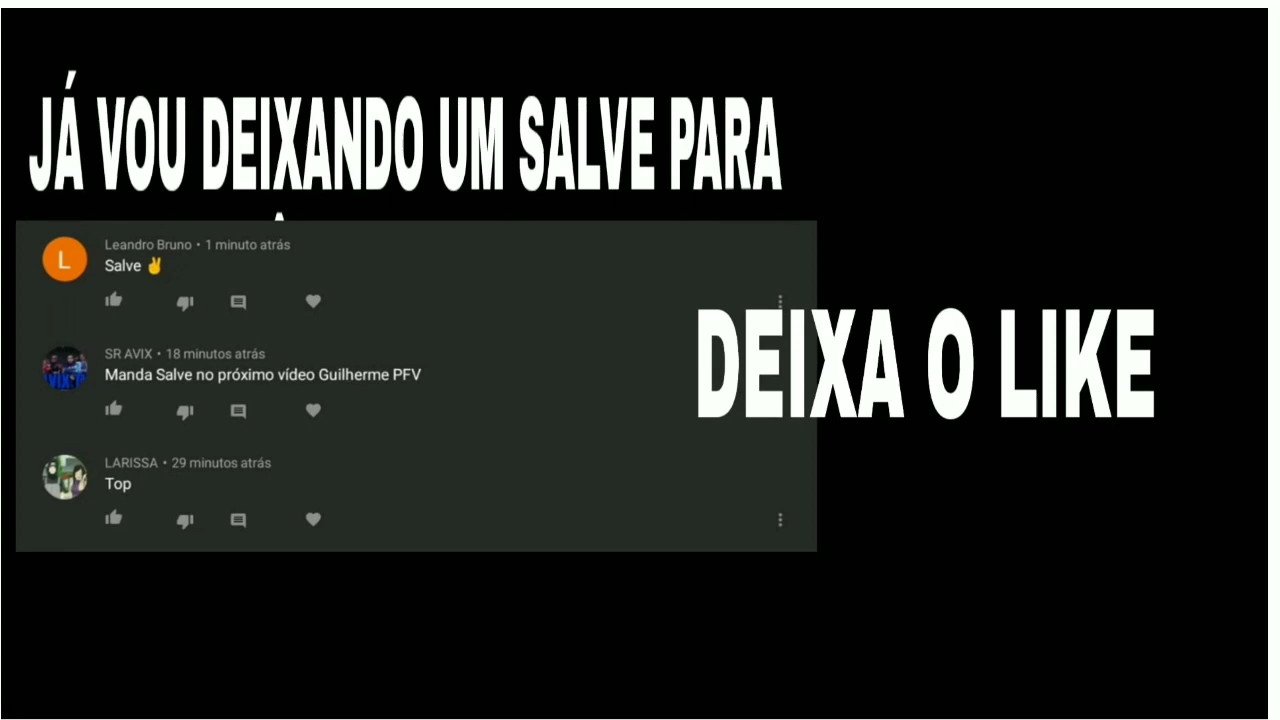 JÁ VOU DEIXANDO UM SALVE PARA
L
Leandro Bruno • 1 minuto atrás
Salve ✌
DEIXA O LIKE
SR AVIX • 18 minutos atrás
Manda Salve no próximo vídeo Guilherme PFV
LARISSA • 29 minutos atrás
Top